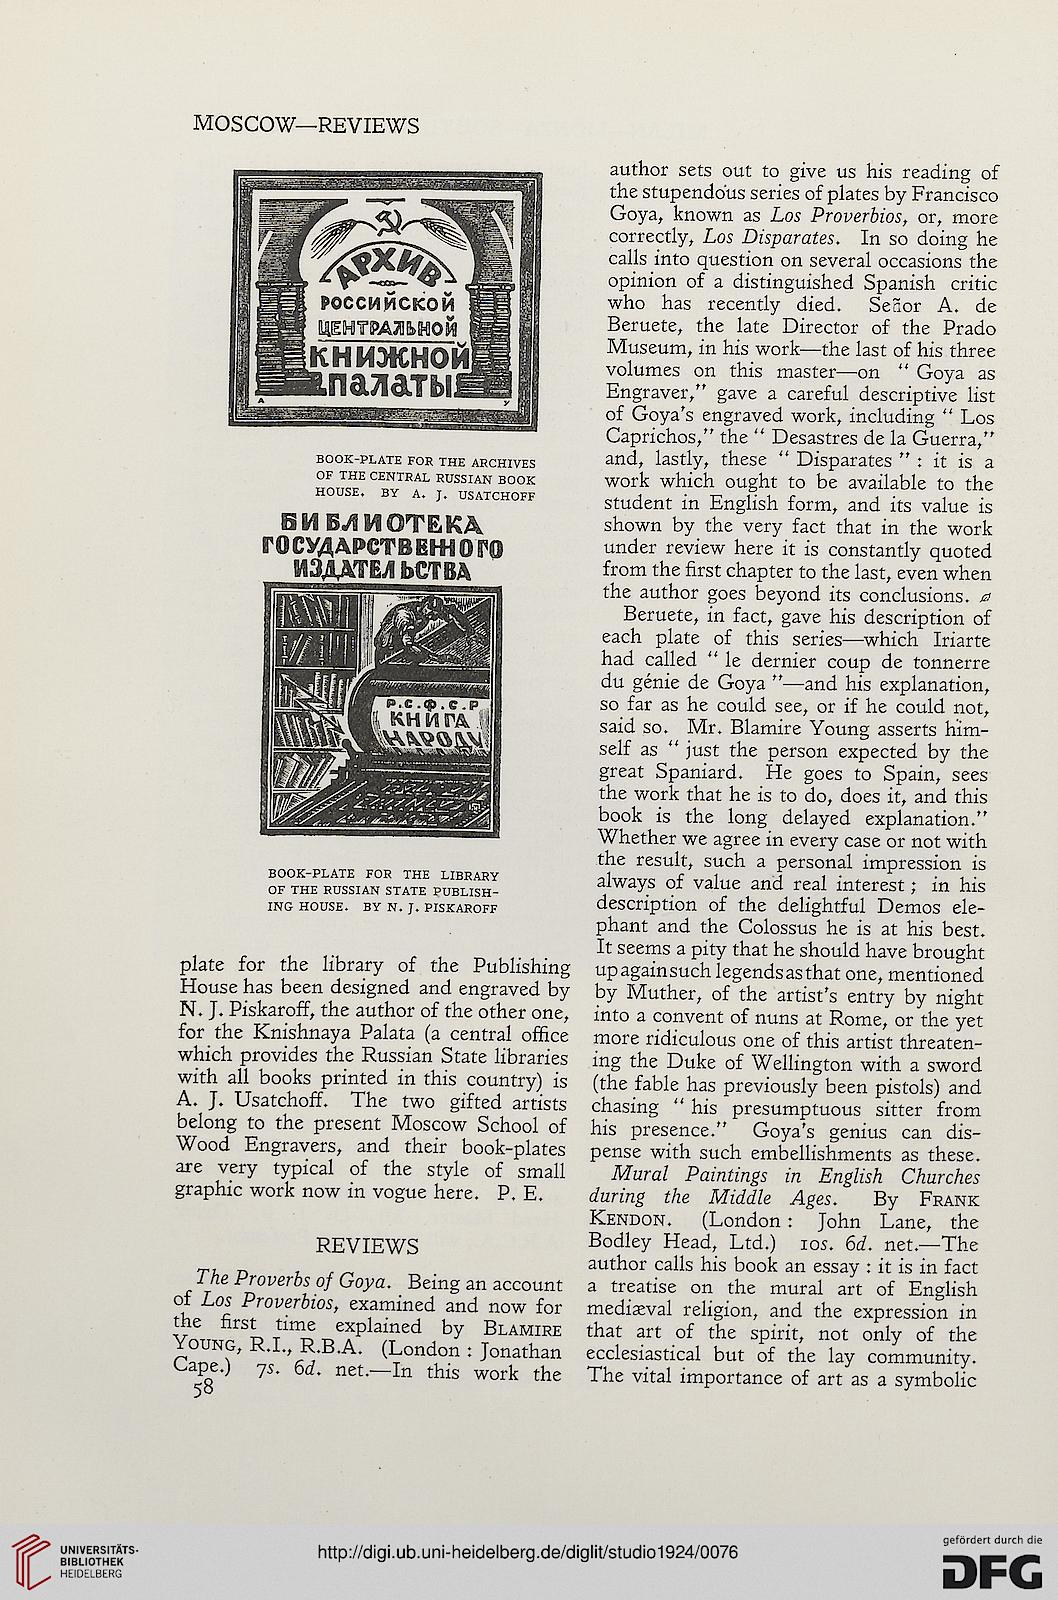 MOSCOW—REVIEWS
АРХИВ
РОССИЙСКОЙ
ЦЕНТРАЛЬНОЙ
КНИЖНОЙ
ПАЛАТЫ
А
У
BOOK-PLATE FOR THE ARCHIVES
OF THE CENTRAL RUSSIAN BOOK
HOUSE. BY A. J. USATCHOFF
БИБЛИОТЕКА
ГОСУДАРСТВЕННОГО
ИЗДАТЕЛЬСТВА
Р.С.Ф.С.Р
КНИГА
НАРОДУ
BOOK-PLATE FOR THE LIBRARY
OF THE RUSSIAN STATE PUBLISH-
ING HOUSE. BY N. J. PISKAROFF
plate for the library of the Publishing
House has been designed and engraved by
N. J. Piskaroff, the author of the other one,
for the Knishnaya Palata (a central office
which provides the Russian State libraries
with all books printed in this country) is
A. J. Usatchoff. The two gifted artists
belong to the present Moscow School of
Wood Engravers, and their book-plates
are very typical of the style of small
graphic work now in vogue here. P. E.
REVIEWS
The Proverbs of Goya. Being an account
of Los Proverbios, examined and now for
the first time explained by BLAMIRE
YOUNG, R.I., R.B.A. (London : Jonathan
Cape.) 7s. 6d. net.—In this work the
58
author sets out to give us his reading of
the stupendous series of plates by Francisco
Goya, known as Los Proverbios, or, more
correctly, Los Disparates. In so doing he
calls into question on several occasions the
opinion of a distinguished Spanish critic
who has recently died. Señor A. de
Beruete, the late Director of the Prado
Museum, in his work—the last of his three
volumes on this master—on " Goya as
Engraver," gave a careful descriptive list
of Goya's engraved work, including " Los
Caprichos," the " Desastres de la Guerra,"
and, lastly, these " Disparates " : it is a
work which ought to be available to the
student in English form, and its value is
shown by the very fact that in the work
under review here it is constantly quoted
from the first chapter to the last, even when
the author goes beyond its conclusions.
Beruete, in fact, gave his description of
each plate of this series—which Iriarte
had called " le dernier coup de tonnerre
du génie de Goya "—and his explanation,
so far as he could see, or if he could not,
said so. Mr. Blamire Young asserts him-
self as " just the person expected by the
great Spaniard. He goes to Spain, sees
the work that he is to do, does it, and this
book is the long delayed explanation."
Whether we agree in every case or not with
the result, such a personal impression is
always of value and real interest ; in his
description of the delightful Demos ele-
phant and the Colossus he is at his best.
It seems a pity that he should have brought
up again such legends as that one, mentioned
by Muther, of the artist's entry by night
into a convent of nuns at Rome, or the yet
more ridiculous one of this artist threaten-
ing the Duke of Wellington with a sword
(the fable has previously been pistols) and
chasing " his presumptuous sitter from
his presence." Goya's genius can dis-
pense with such embellishments as these.
Mural Paintings in English Churches
during the Middle Ages. By FRANK
KENDON. (London : John Lane, the
Bodley Head, Ltd.) 10s. 6d. net.—The
author calls his book an essay : it is in fact
a treatise on the mural art of English
mediæval religion, and the expression in
that art of the spirit, not only of the
ecclesiastical but of the lay community.
The vital importance of art as a symbolic
UNIVERSITÄTS-
BIBLIOTHEK
HEIDELBERG
http://digi.ub.uni-heidelberg.de/diglit/studio1924/0076
gefördert durch die
DFG